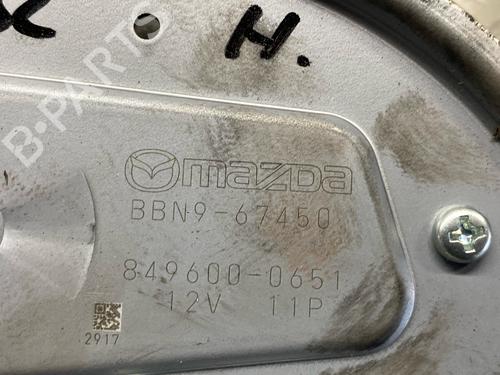 H.
B-PARTS
mazda
BBN9-67450
849600-0651
12V 11P
2917